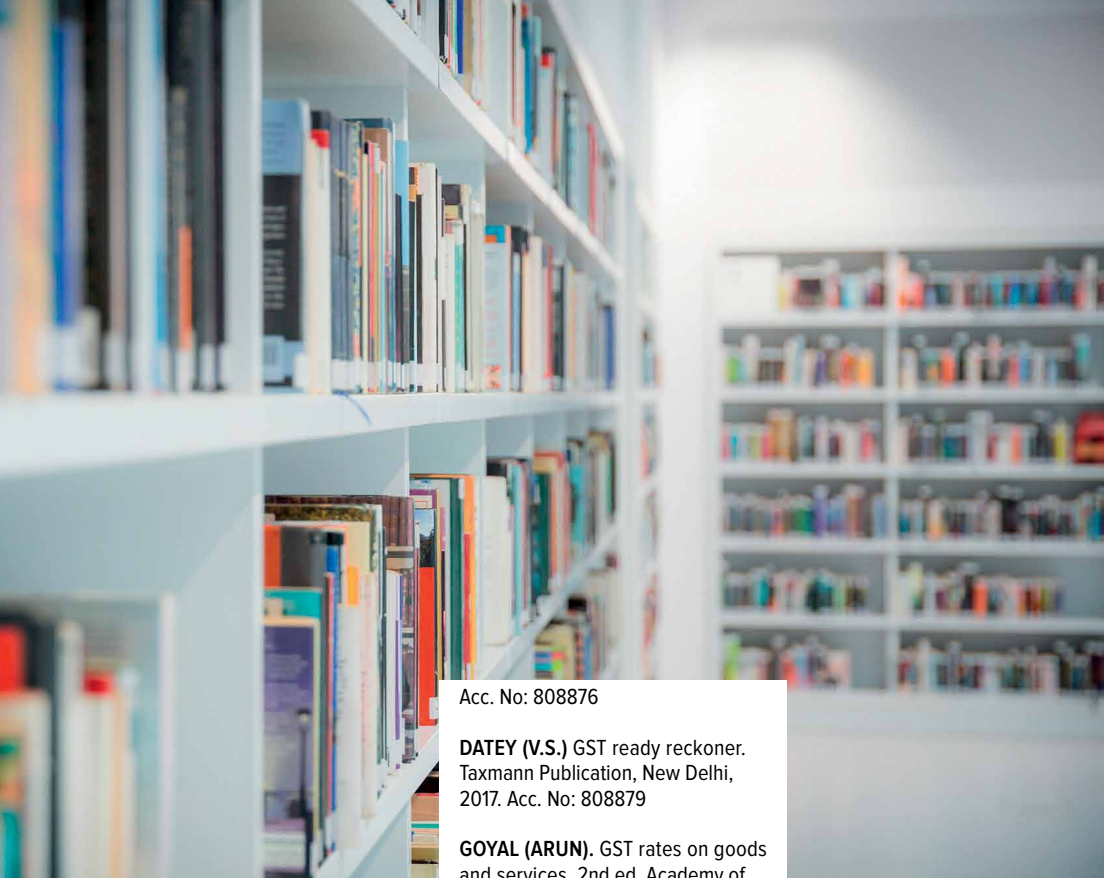 Acc. No: 808876
DATEY (V.S.) GST ready reckoner.
Taxmann Publication, New Delhi,
2017. Acc. No: 808879
GOYAL (ARUN). GST rates on goods
and services. 2nd ed. Academy of